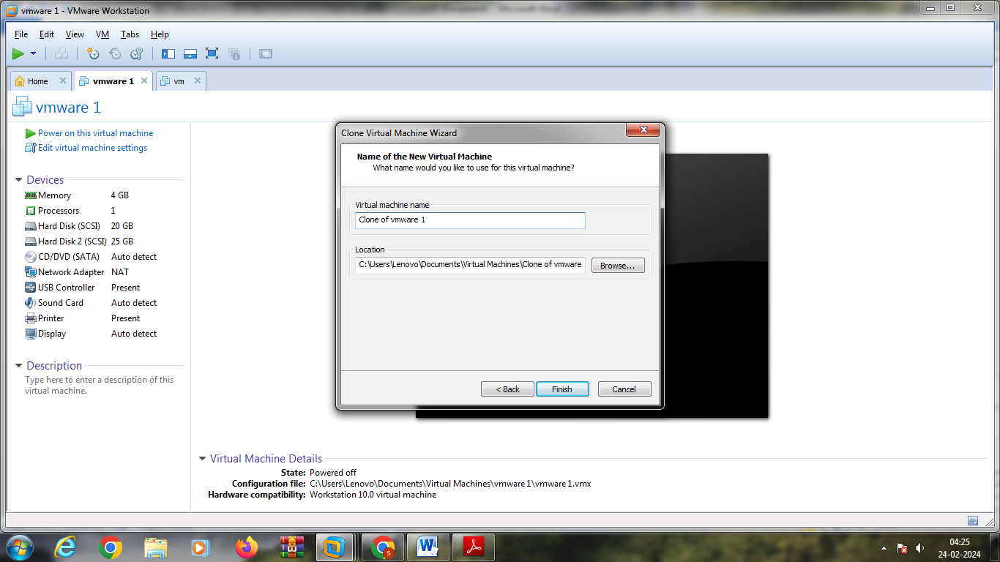 vmware 1 - VMware Workstation
File Edit View VM Tabs Help
Home vmware 1 vm
vmware 1
Power on this virtual machine
Edit virtual machine settings
Devices
Memory 4 GB
Processors 1
Hard Disk (SCSI) 20 GB
Hard Disk 2 (SCSI) 25 GB
CD/DVD (SATA) Auto detect
Network Adapter NAT
USB Controller Present
Sound Card Auto detect
Printer Present
Display Auto detect
Description
Type here to enter a description of this
virtual machine.
Clone Virtual Machine Wizard
Name of the New Virtual Machine
What name would you like to use for this virtual machine?
Virtual machine name
Clone of vmware 1
Location
C:\Users\Lenovo\Documents\Virtual Machines\Clone of vmware
Browse...
< Back Finish Cancel
Virtual Machine Details
State: Powered off
Configuration file: C:\Users\Lenovo\Documents\Virtual Machines\vmware 1\vmware 1.vmx
Hardware compatibility: Workstation 10.0 virtual machine
04:25
24-02-2024